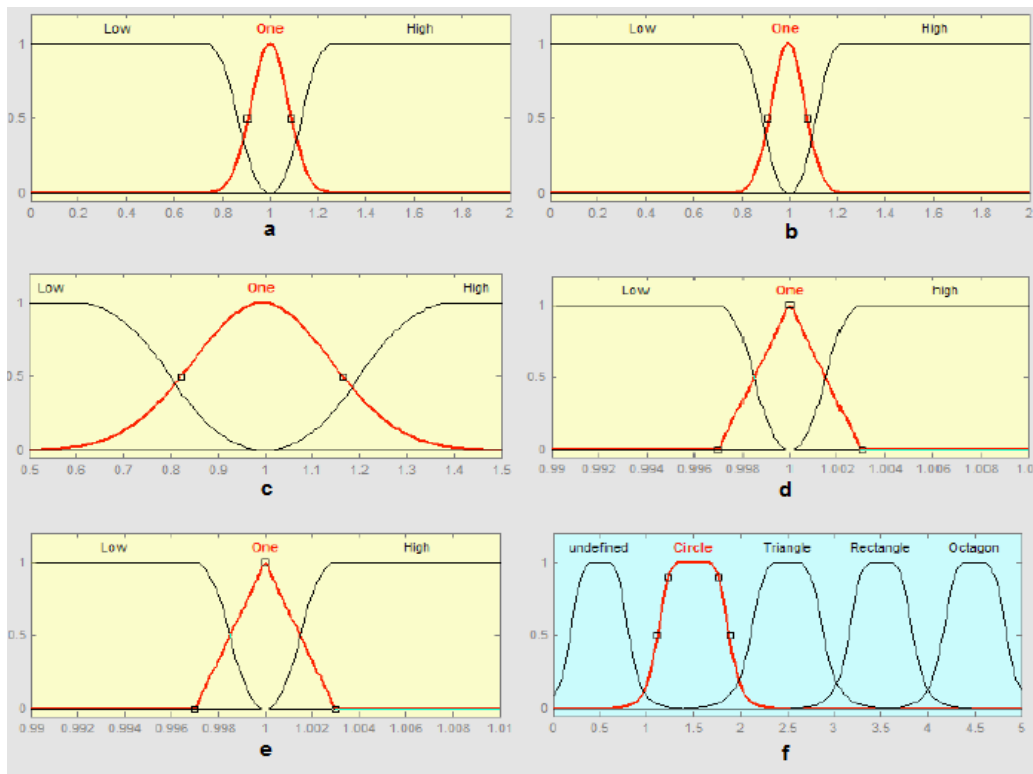 Low One High
Low One High
1
0.5
0
1
0.5
0
0 0.2 0.4 0.6 0.8 1 1.2 1.4 1.6 1.8 2
0 0.2 0.4 0.6 0.8 1 1.2 1.4 1.6 1.8 2
a
b
Low One High
Low One high
1
0.5
0
1
0.5
0
0.5 0.6 0.7 0.8 0.9 1 1.1 1.2 1.3 1.4 1.5
0.99 0.992 0.994 0.996 0.998 1 1.002 1.004 1.006 1.008
c
d
Low One High
undefined Circle Triangle Rectangle Octagon
1
0.5
0
1
0.5
0
0.99 0.992 0.994 0.996 0.998 1 1.002 1.004 1.006 1.008 1.01
0 0.5 1 1.5 2 2.5 3 3.5 4 4.5 5
e
f